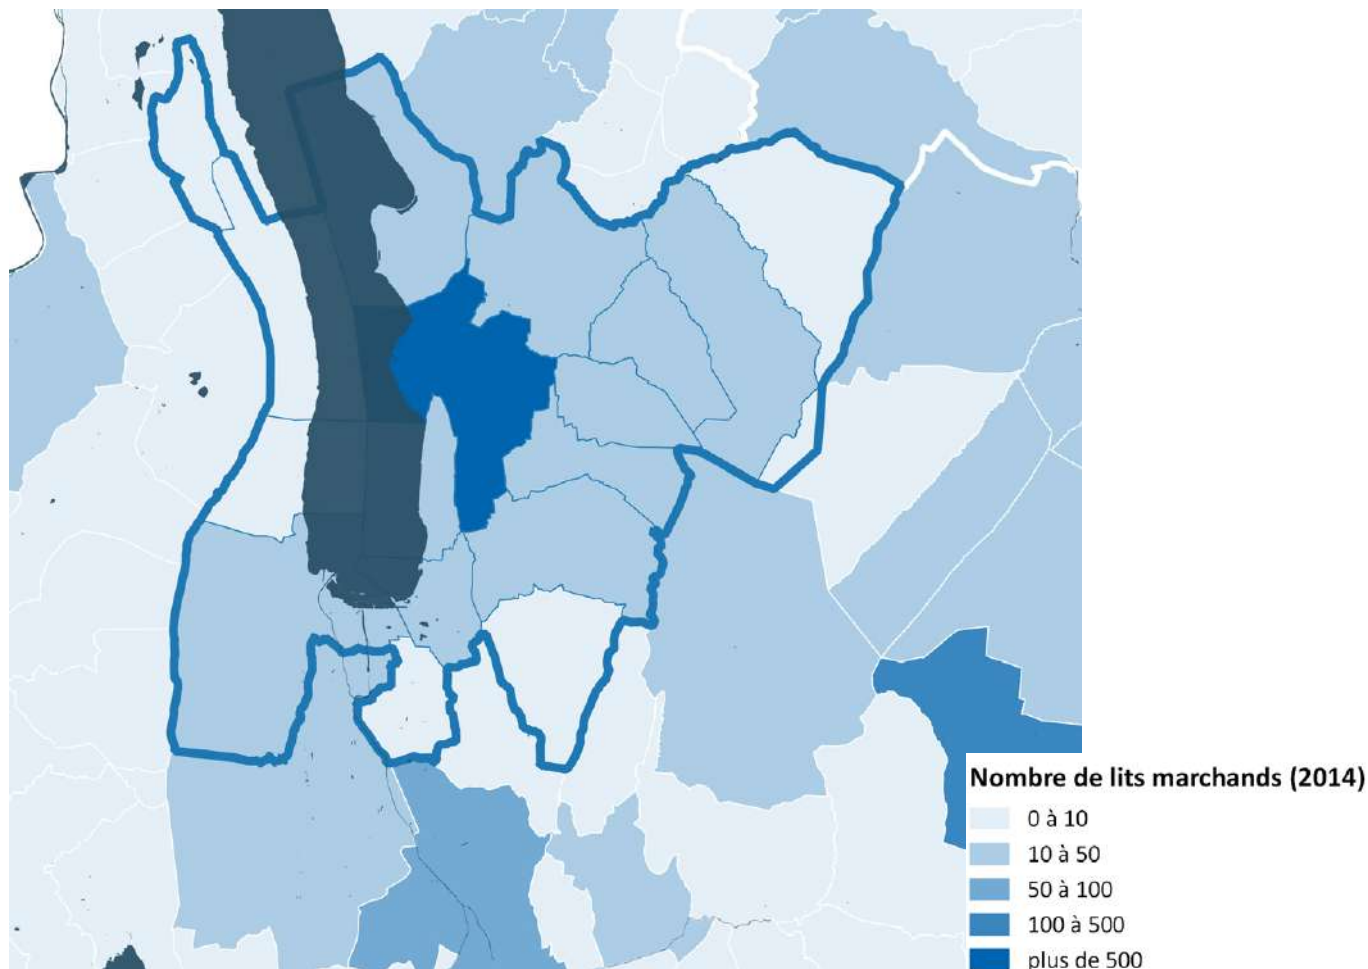 Nombre de lits marchands (2014)
0 à 10
10 à 50
50 à 100
100 à 500
plus de 500